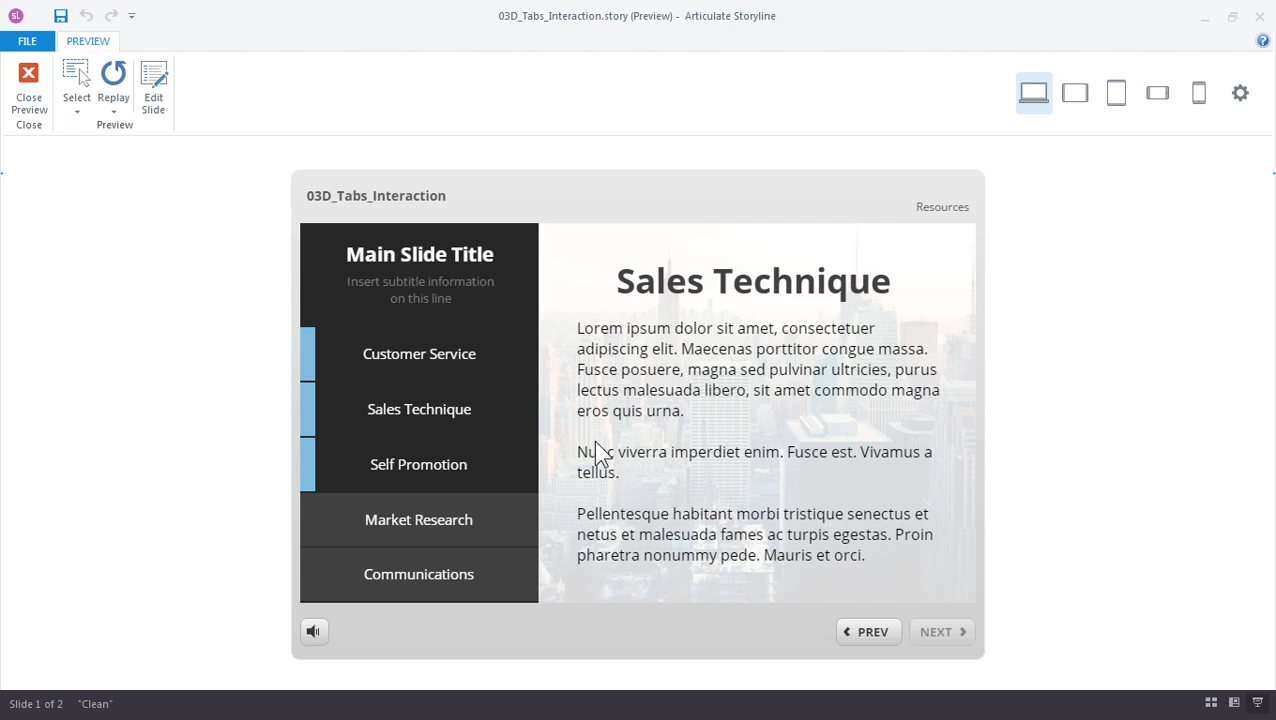 sl
03D_Tabs_Interaction.story (Preview) - Articulate Storyline
FILE
PREVIEW
Close Preview
Select
Replay
Edit Slide
Close
Preview
03D_Tabs_Interaction
Resources
Main Slide Title
Insert subtitle information
on this line
Customer Service
Sales Technique
Self Promotion
Market Research
Communications
Sales Technique
Lorem ipsum dolor sit amet, consectetuer
adipiscing elit. Maecenas porttitor congue massa.
Fusce posuere, magna sed pulvinar ultricies, purus
lectus malesuada libero, sit amet commodo magna
eros quis urna.
Nunc viverra imperdiet enim. Fusce est. Vivamus a
tellus.
Pellentesque habitant morbi tristique senectus et
netus et malesuada fames ac turpis egestas. Proin
pharetra nonummy pede. Mauris et orci.
PREV
NEXT
Slide 1 of 2
"Clean"